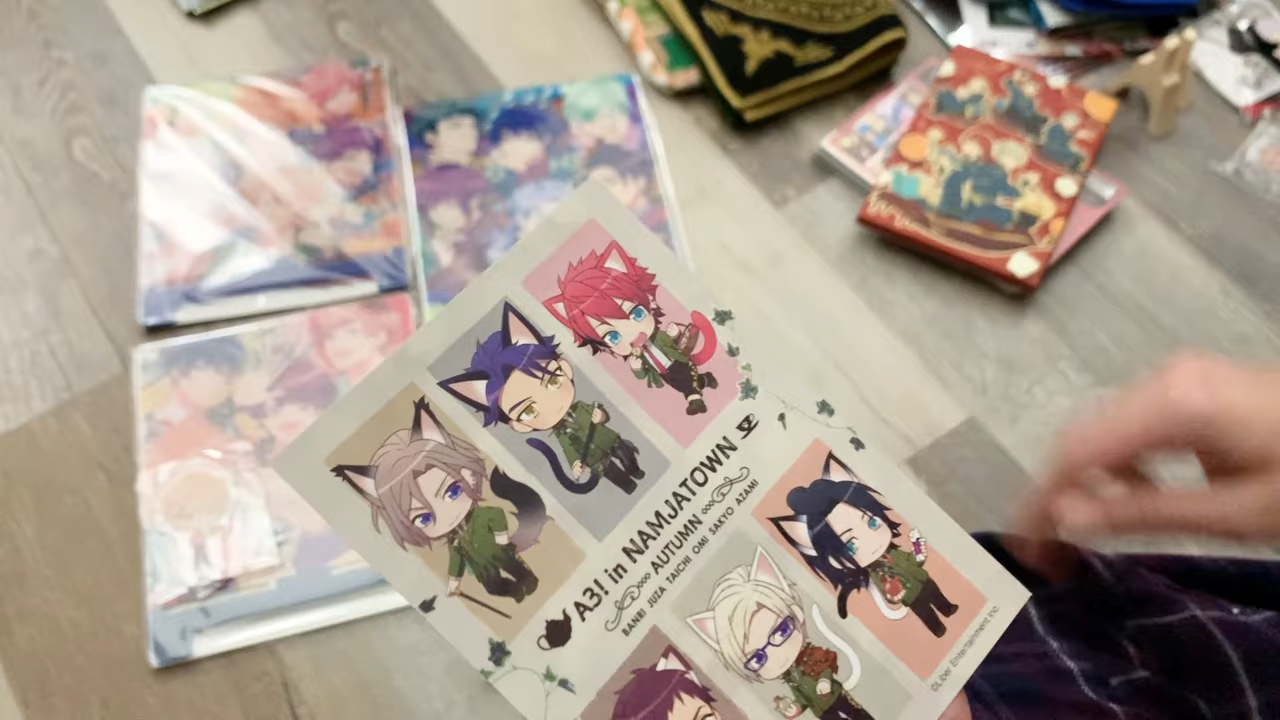 A3! in NAMJATOWN
AUTUMN
BANRI JUZA TAICHI OMI SAKYO AZAMI
©Liber Entertainment Inc.